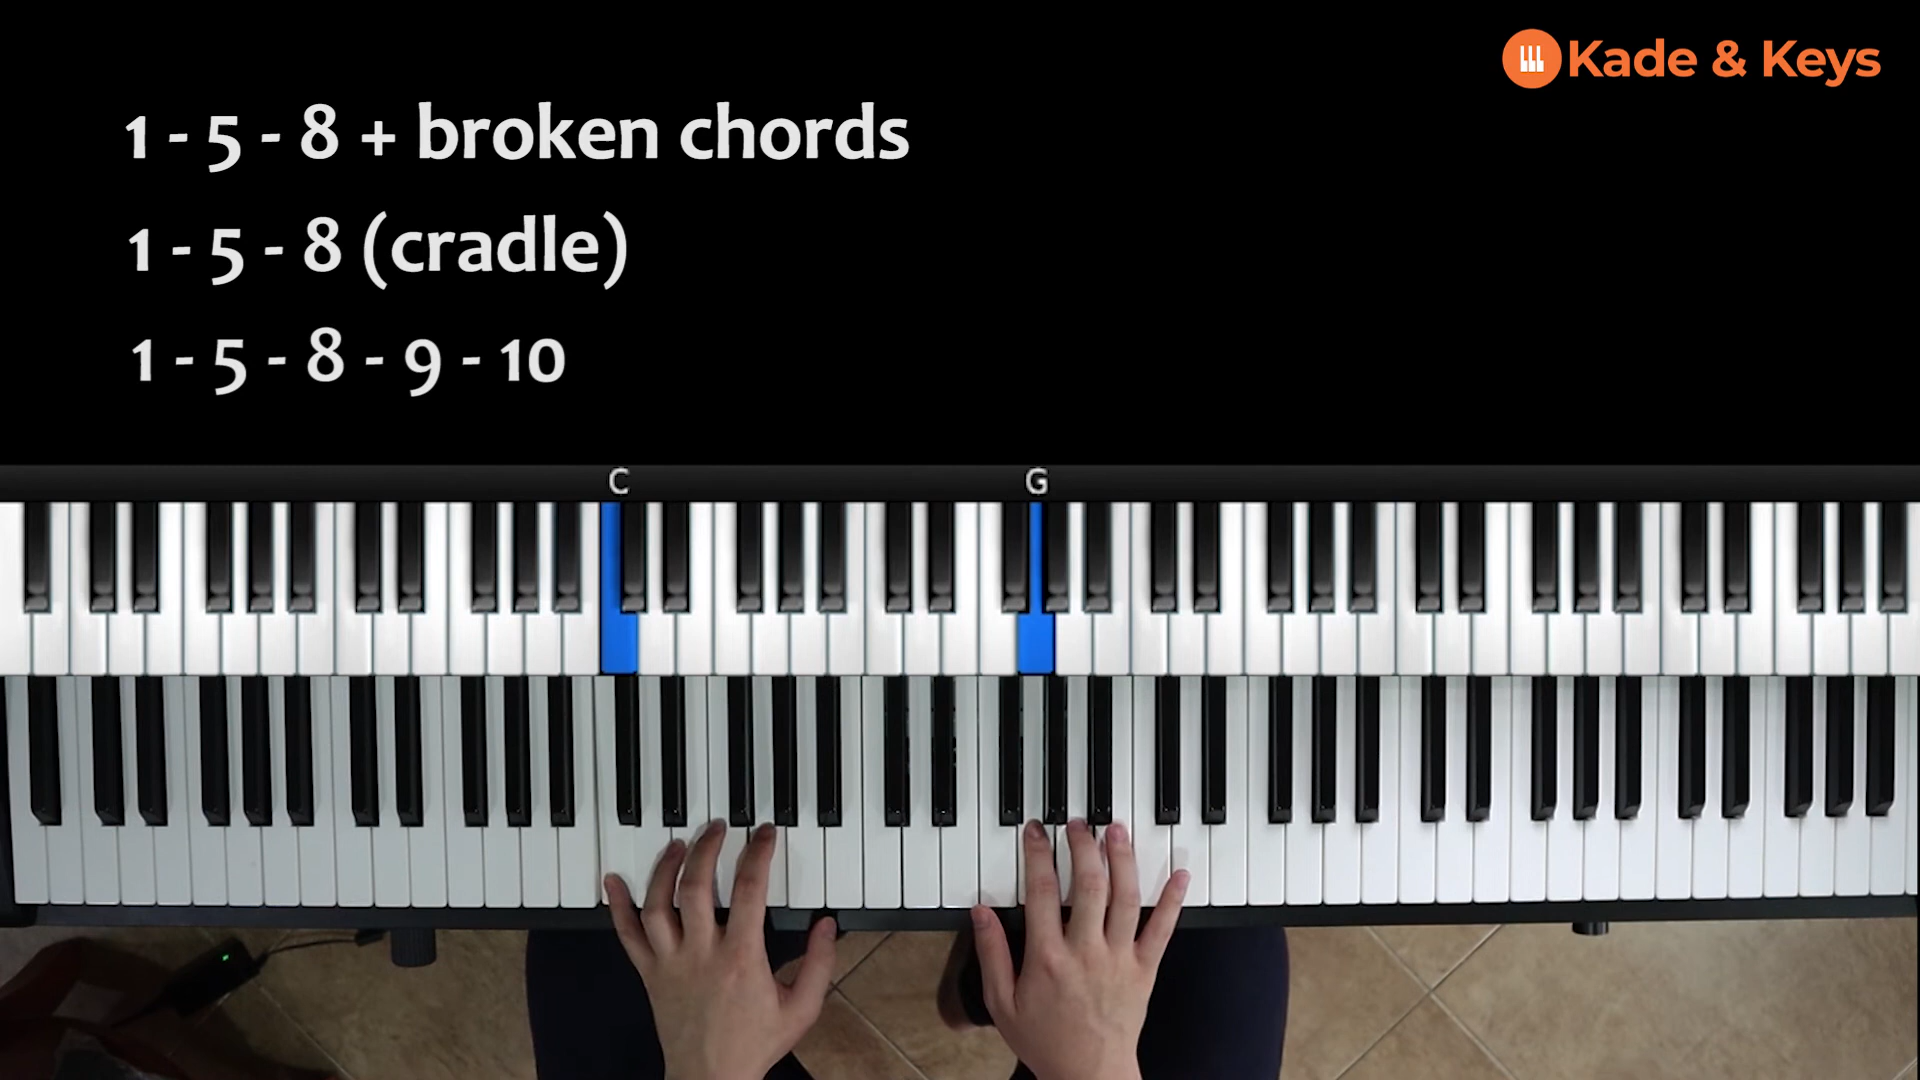 Kade & Keys
1 - 5 - 8 + broken chords
1 - 5 - 8 (cradle)
1 - 5 - 8 - 9 - 10
C G